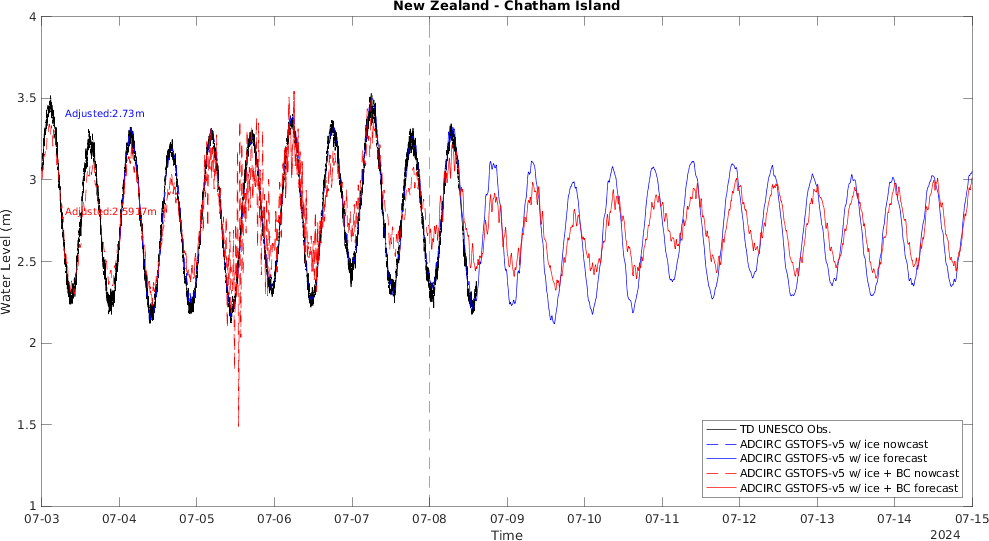 New Zealand - Chatham Island
4
3.5
3
2.5
2
1.5
1
Water Level (m)
Adjusted:2.73m
Adjusted:2.5917m
TD UNESCO Obs.
ADCIRC GSTOFS-v5 w/ ice nowcast
ADCIRC GSTOFS-v5 w/ ice forecast
ADCIRC GSTOFS-v5 w/ ice + BC nowcast
ADCIRC GSTOFS-v5 w/ ice + BC forecast
07-03 07-04 07-05 07-06 07-07 07-08 07-09 07-10 07-11 07-12 07-13 07-14 07-15
Time
2024